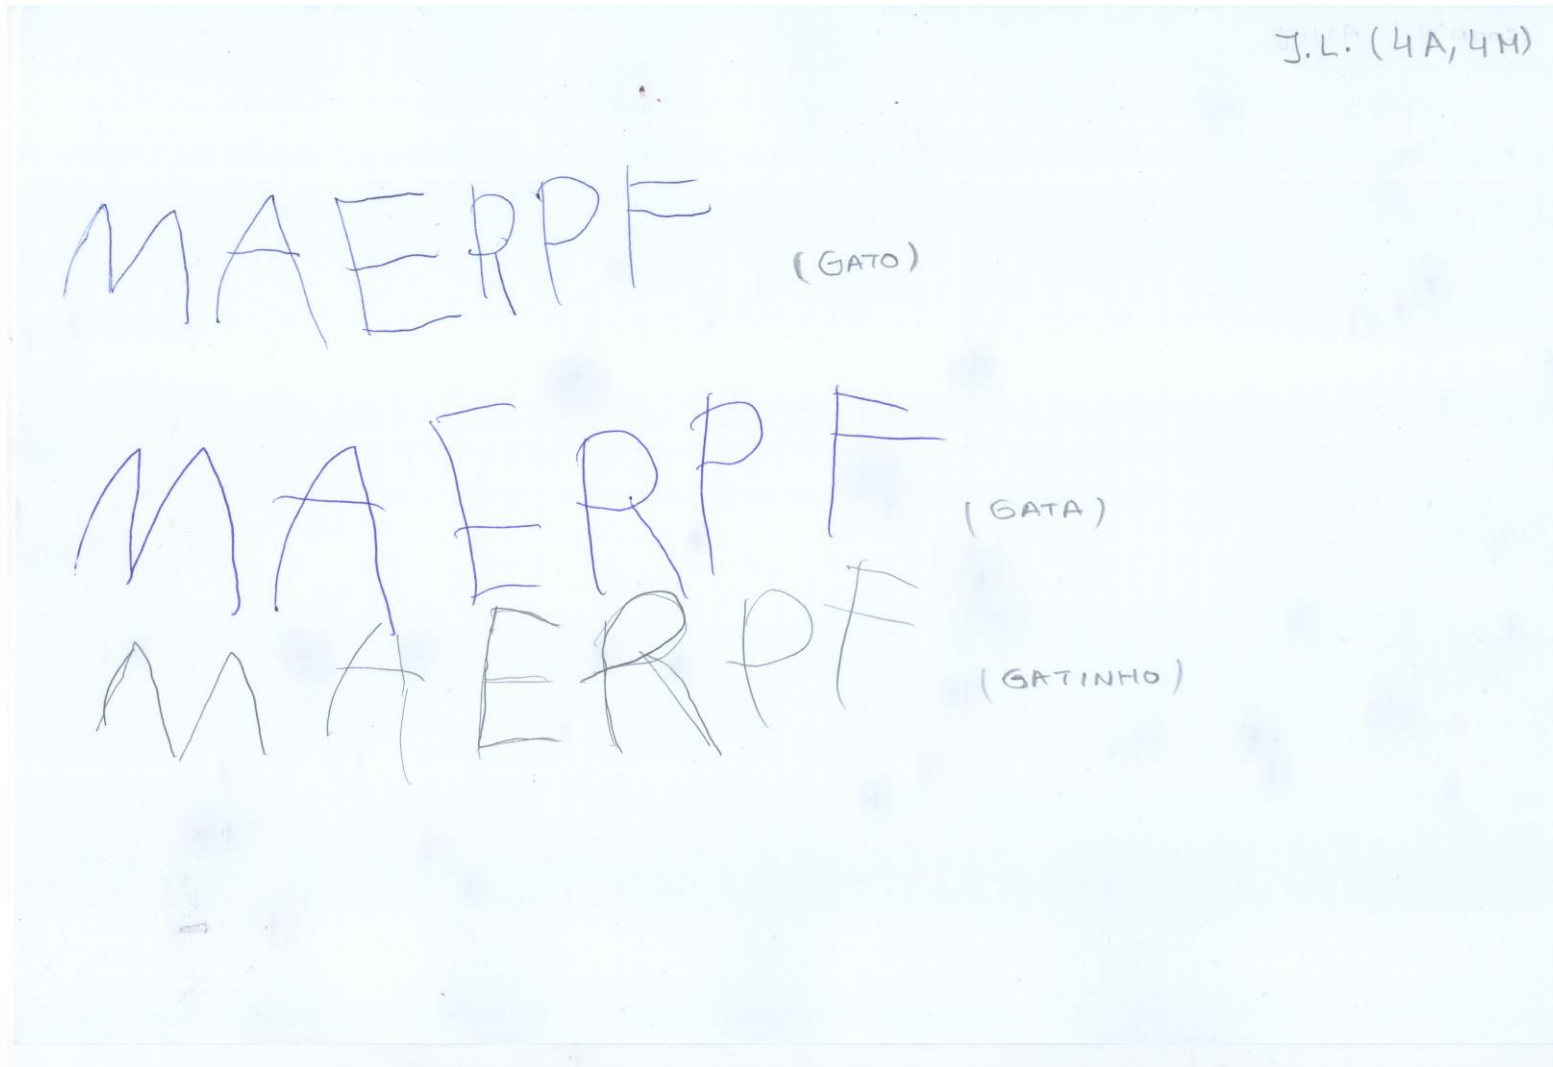 J.L. (4A, 4M)
MAERPF (GATO)
MAERPF (GATA)
MAERPF (GATINHO)